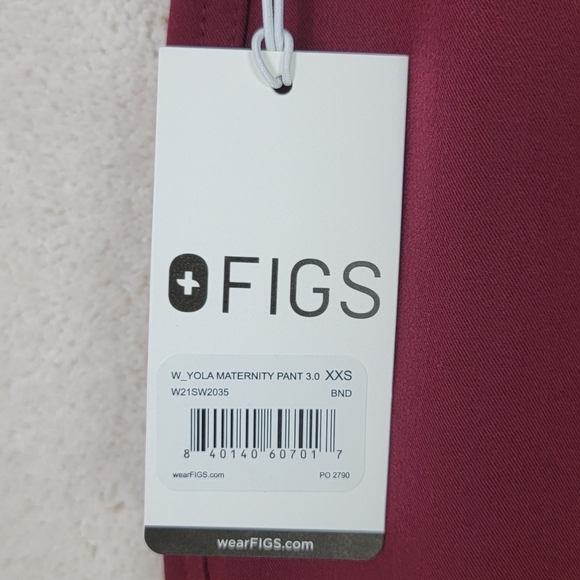 FIGS
W_YOLA MATERNITY PANT 3.0 XXS
W21SW2035 BND
8 40140 60701 7
wearFIGS.com PO 2790
wearFIGS.com